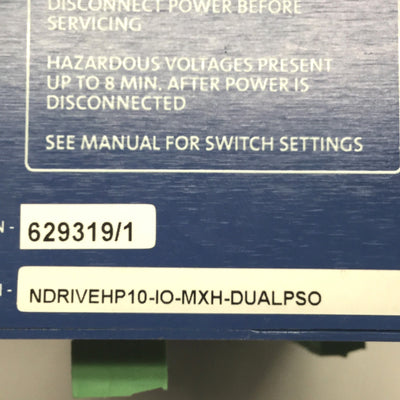 DISCONNECT POWER BEFORE
SERVICING
HAZARDOUS VOLTAGES PRESENT
UP TO 8 MIN. AFTER POWER IS
DISCONNECTED
SEE MANUAL FOR SWITCH SETTINGS
N - 629319/1
- NDRIVEHP10-IO-MXH-DUALPSO